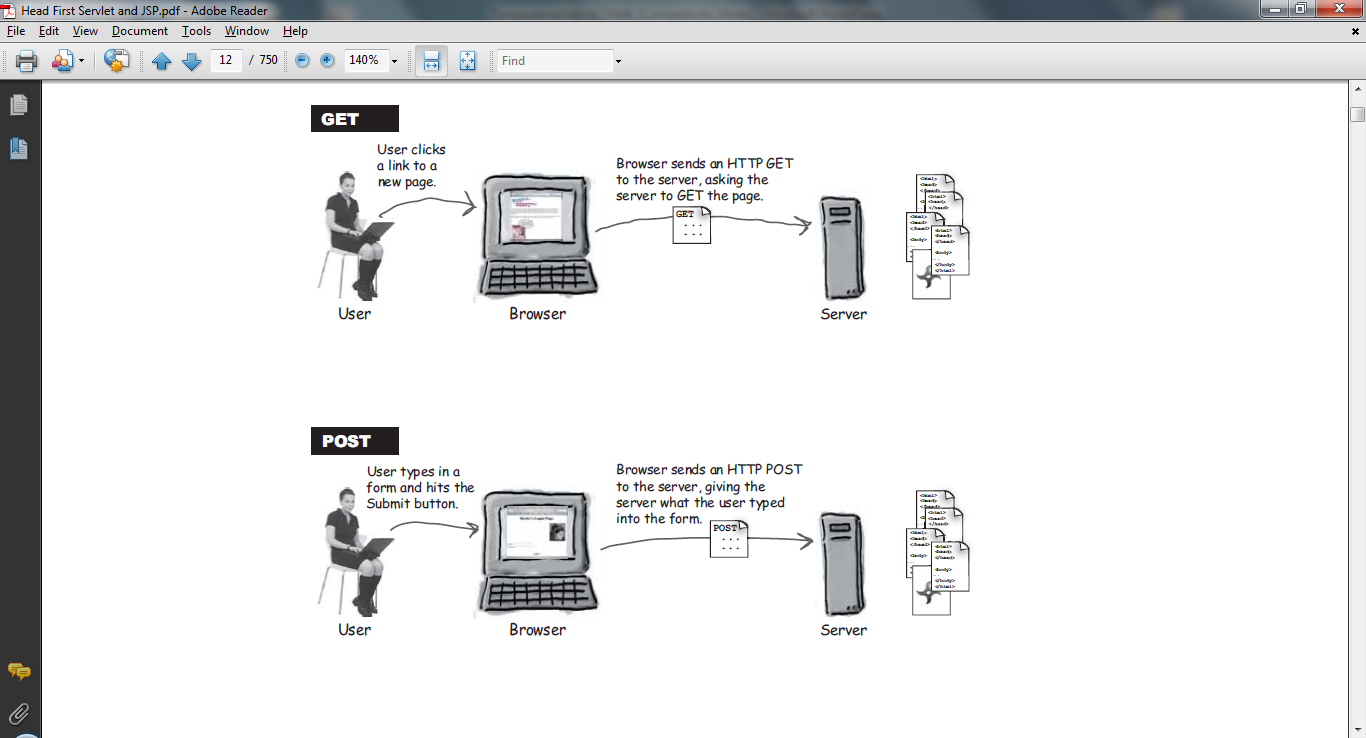 Head First Servlet and JSP.pdf - Adobe Reader
File Edit View Document Tools Window Help
12 / 750 140% Find
GET
User clicks
a link to a
new page.
Browser sends an HTTP GET
to the server, asking the
server to GET the page.
GET
User Browser Server
POST
User types in a
form and hits the
Submit button.
Browser sends an HTTP POST
to the server, giving the
server what the user typed
into the form.
POST
User Browser Server